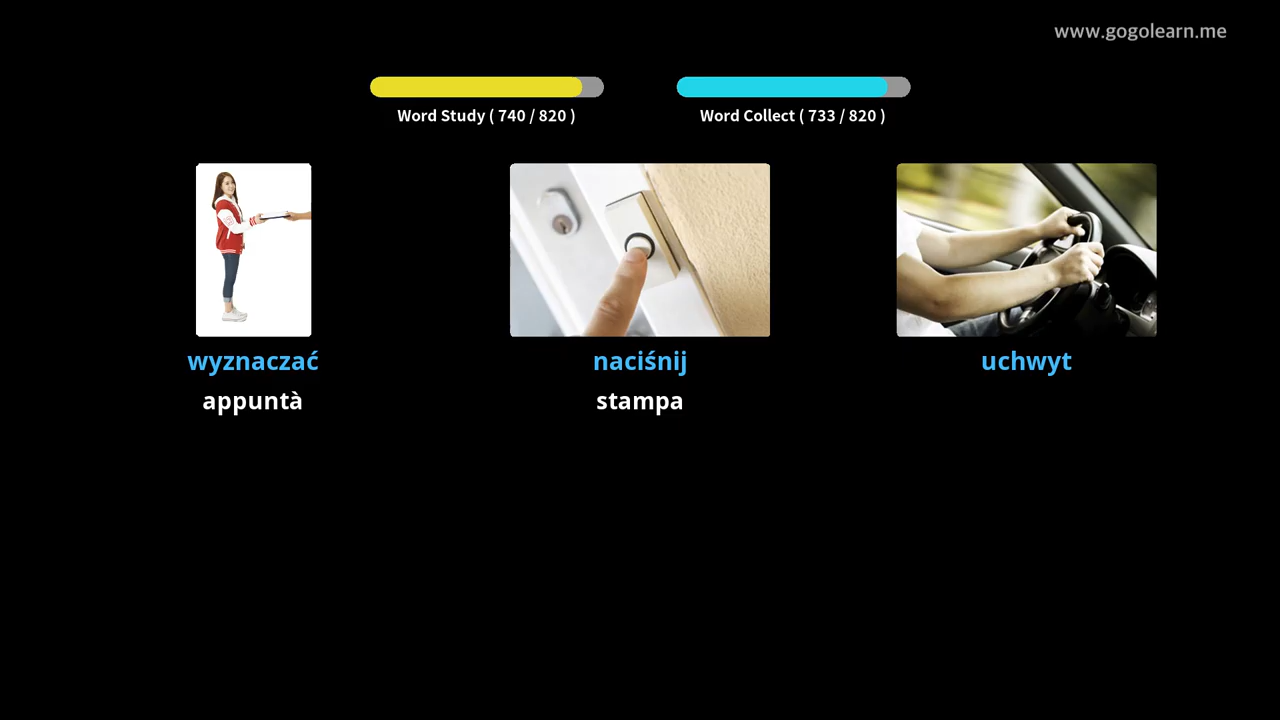 www.gogolearn.me
Word Study ( 740 / 820 )
Word Collect ( 733 / 820 )
wyznaczać
naciśnij
uchwyt
appuntà
stampa